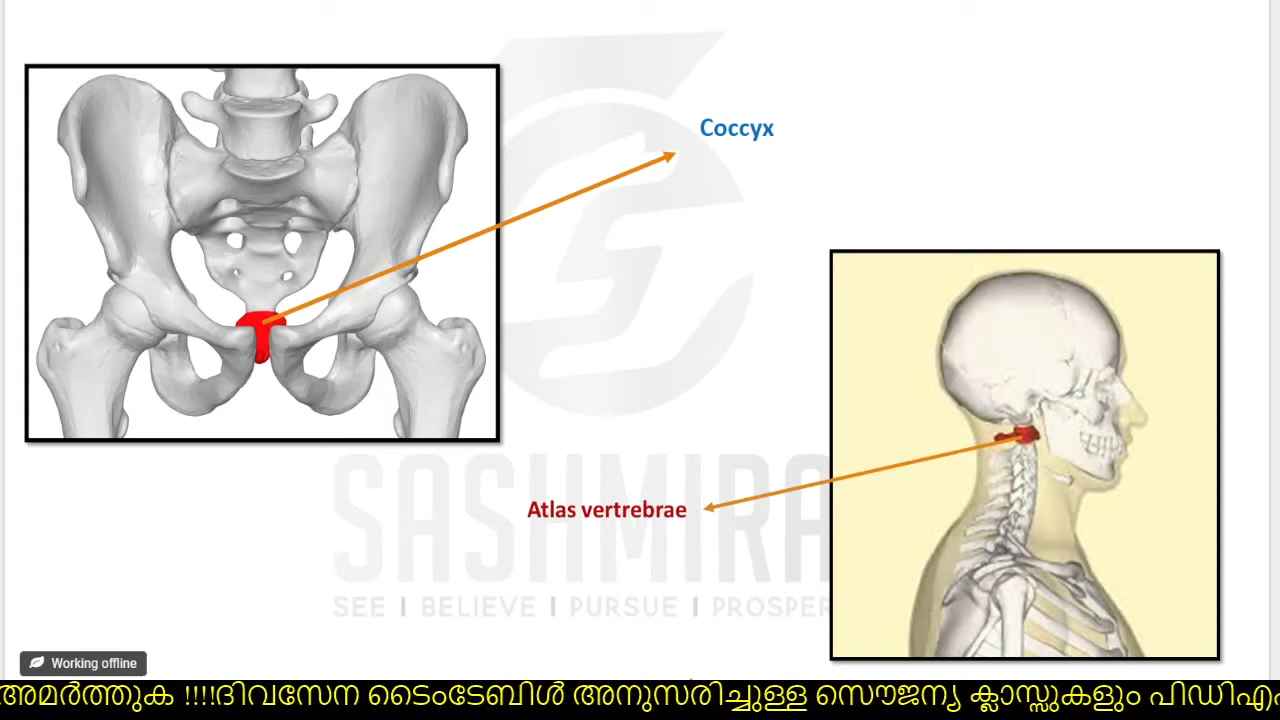 Coccyx
Atlas vertrebrae
SASHMIRA
SEE I BELIEVE I PURSUE I PROSPER
Working offline
അമർത്തുക !!!!ദിവസേന ടൈംടേബിൾ അനുസരിച്ചുള്ള സൌജന്യ ക്ലാസ്സുകളും